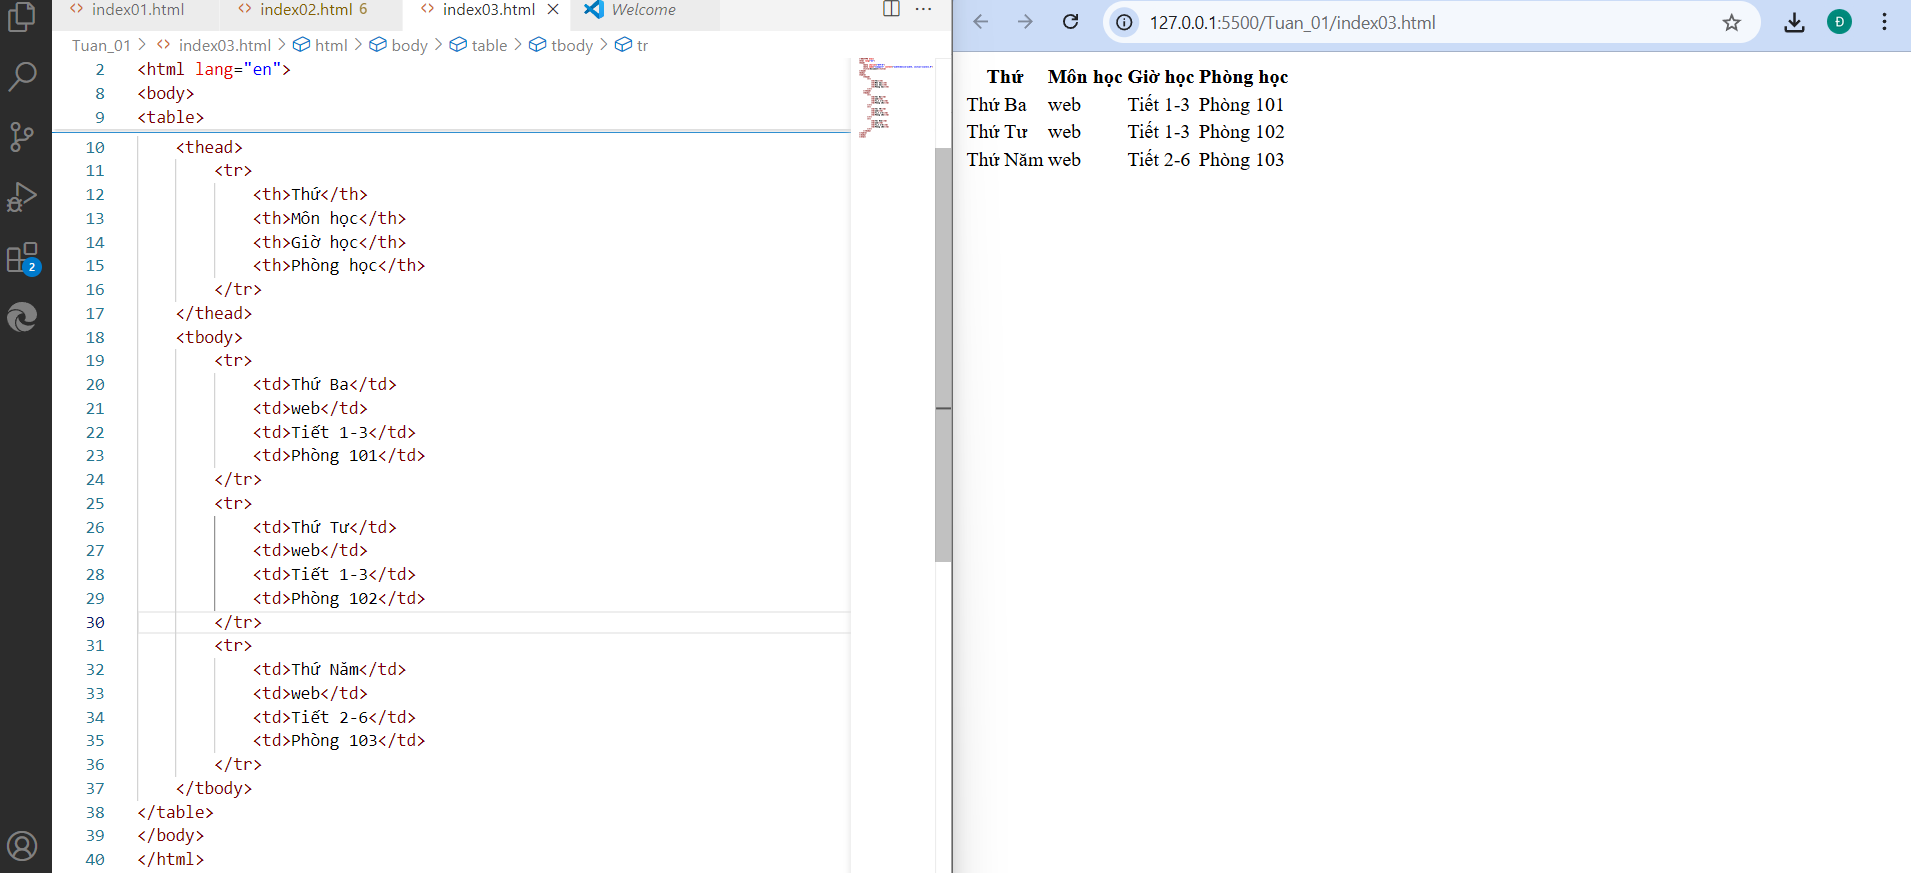 index01.html index02.html 6 index03.html Welcome
Tuan_01 index03.html html body table tbody tr
2 <html lang="en">
8 <body>
9 <table>
10 <thead>
11 <tr>
12 <th>Thứ</th>
13 <th>Môn học</th>
14 <th>Giờ học</th>
15 <th>Phòng học</th>
16 </tr>
17 </thead>
18 <tbody>
19 <tr>
20 <td>Thứ Ba</td>
21 <td>web</td>
22 <td>Tiết 1-3</td>
23 <td>Phòng 101</td>
24 </tr>
25 <tr>
26 <td>Thứ Tư</td>
27 <td>web</td>
28 <td>Tiết 1-3</td>
29 <td>Phòng 102</td>
30 </tr>
31 <tr>
32 <td>Thứ Năm</td>
33 <td>web</td>
34 <td>Tiết 2-6</td>
35 <td>Phòng 103</td>
36 </tr>
37 </tbody>
38 </table>
39 </body>
40 </html>
2
127.0.0.1:5500/Tuan_01/index03.html Đ
Thứ Môn học Giờ học Phòng học
Thứ Ba web Tiết 1-3 Phòng 101
Thứ Tư web Tiết 1-3 Phòng 102
Thứ Năm web Tiết 2-6 Phòng 103